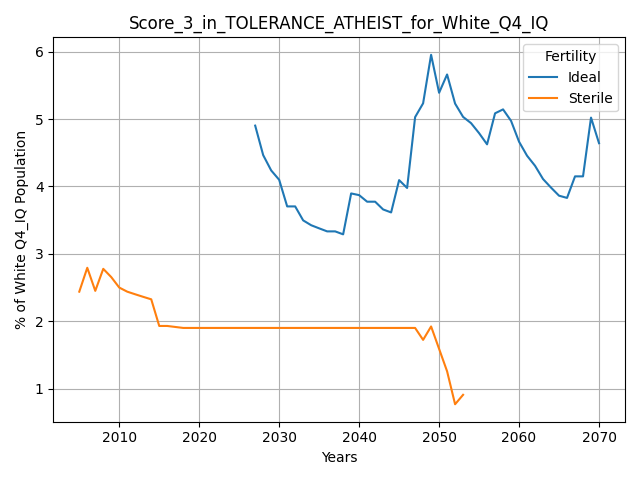 Score_3_in_TOLERANCE_ATHEIST_for_White_Q4_IQ
Fertility
Ideal
Sterile
% of White Q4_IQ Population
6
5
4
3
2
1
2010 2020 2030 2040 2050 2060 2070
Years